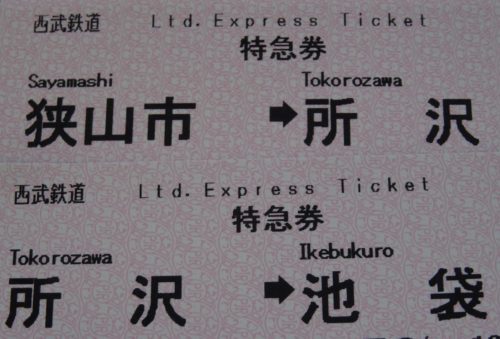 西武鉄道 Ltd. Express Ticket
特急券
Sayamashi Tokorozawa
狭山市 ➡ 所沢
西武鉄道 Ltd. Express Ticket
特急券
Tokorozawa Ikebukuro
所沢 ➡ 池袋